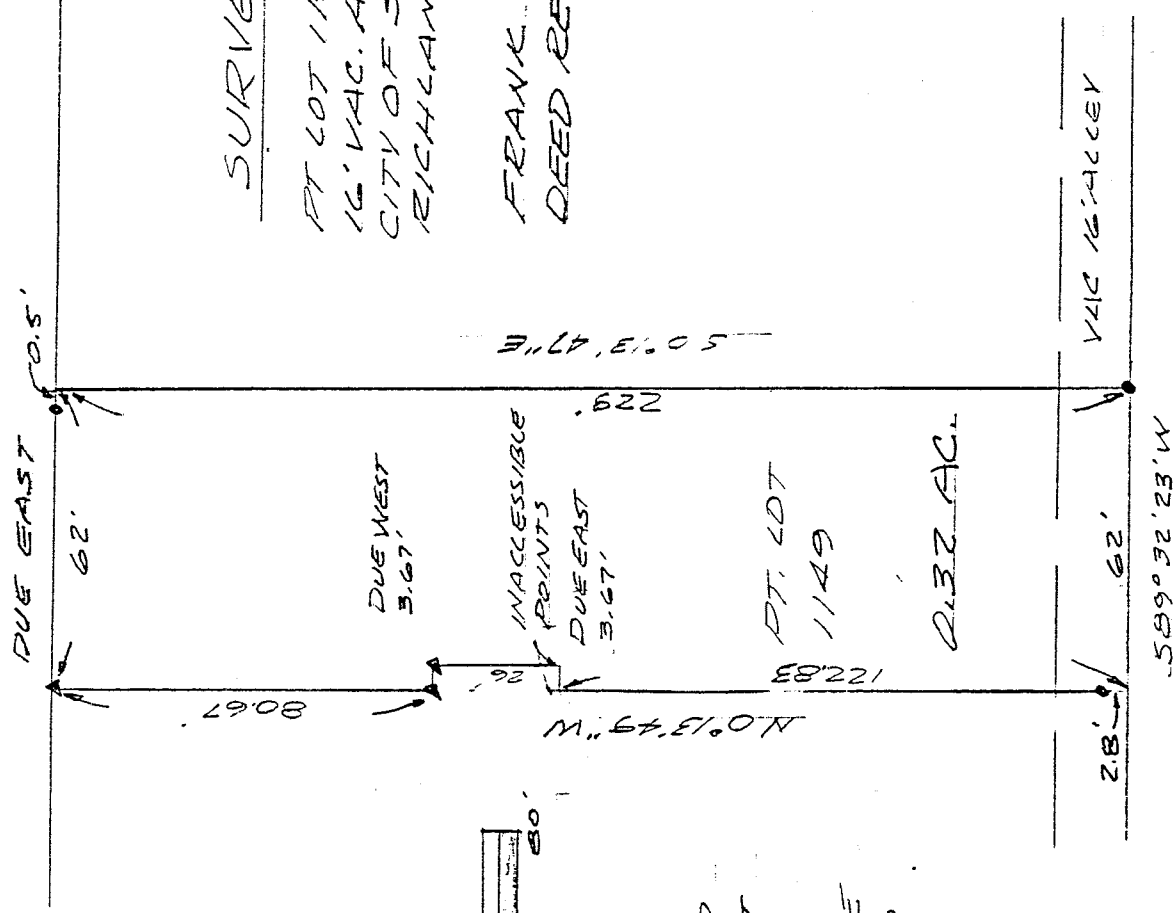 SURVE
PT LOT 11
16' VAC. A
CITY OF S
RICHLAN
FRANK
DEED RE
DUE EAST
62'
0.5'
80.67'
DUE WEST
3.67'
26'
INACCESSIBLE
POINTS
DUE EAST
3.67'
S 0° 13' 47" E
229'
N 0° 13' 49" W
122.83
PT. LOT
1149
0.32 AC.
VAC 16' ALLEY
2.8'
62'
S 89° 32' 23" W
80'